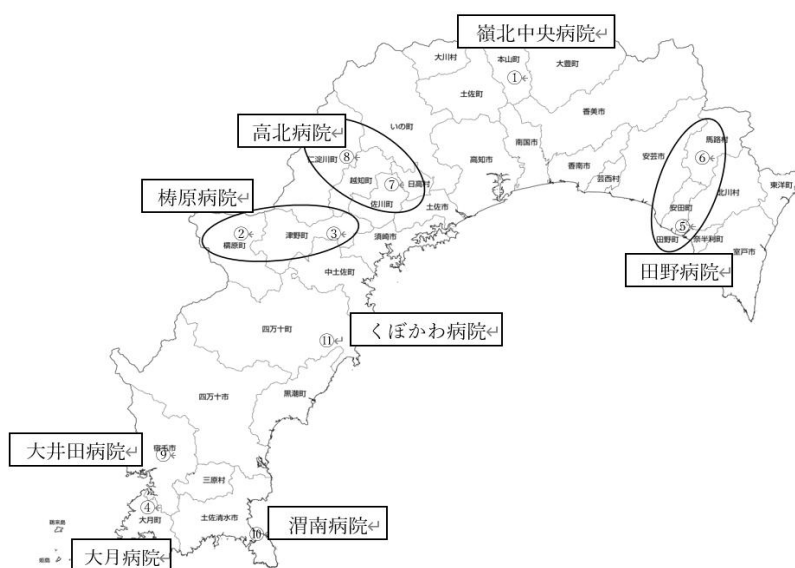 嶺北中央病院↵
大川村
本山町
大豊町
①↵
土佐町
いの町
香美市
高北病院↵
仁淀川町
⑧↵
越知町
⑦↵
日高村
佐川町
土佐市
高知市
南国市
香南市
芸西村
安芸市
馬路村
⑥↵
北川村
東洋町
安田町
⑤↵
田野町
奈半利町
室戸市
田野病院↵
梼原病院↵
②↵
梼原町
津野町
③↵
須崎市
中土佐町
四万十町
⑪↵
くぼかわ病院↵
四万十市
黒潮町
大井田病院↵
宿毛市
⑨↵
三原村
④↵
大月町
土佐清水市
⑩↵
渭南病院↵
大月病院↵